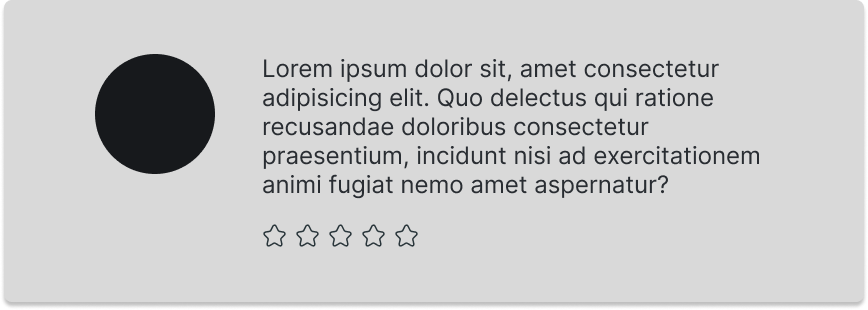 Lorem ipsum dolor sit, amet consectetur
adipisicing elit. Quo delectus qui ratione
recusandae doloribus consectetur
praesentium, incidunt nisi ad exercitationem
animi fugiat nemo amet aspernatur?